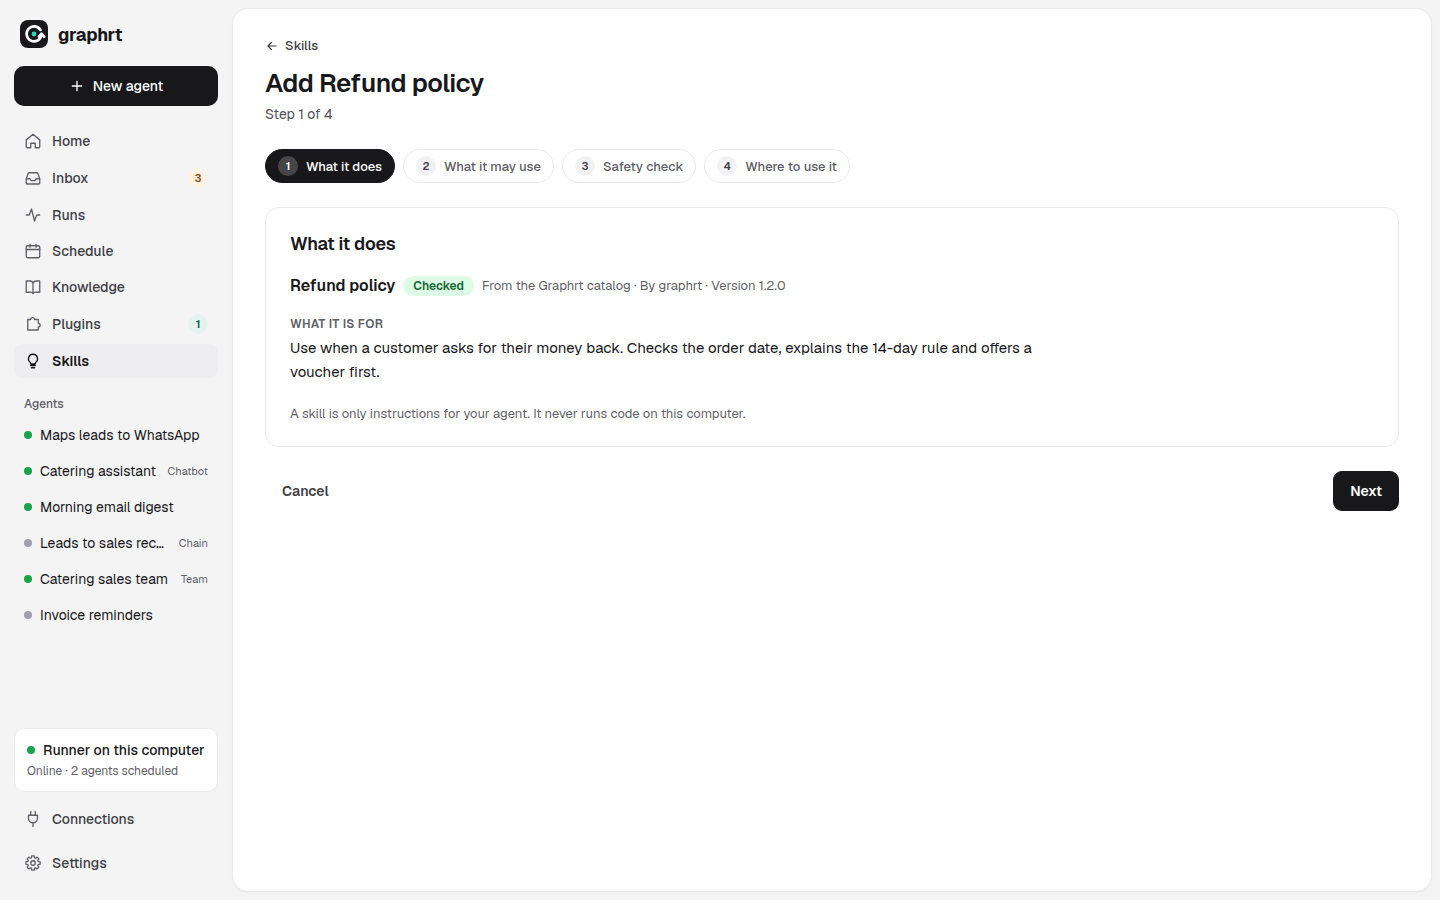 graphrt
New agent
Home
Inbox 3
Runs
Schedule
Knowledge
Plugins 1
Skills
Agents
Maps leads to WhatsApp
Catering assistant Chatbot
Morning email digest
Leads to sales rec... Chain
Catering sales team Team
Invoice reminders
Runner on this computer
Online · 2 agents scheduled
Connections
Settings
← Skills
Add Refund policy
Step 1 of 4
1 What it does
2 What it may use
3 Safety check
4 Where to use it
What it does
Refund policy Checked From the Graphrt catalog · By graphrt · Version 1.2.0
WHAT IT IS FOR
Use when a customer asks for their money back. Checks the order date, explains the 14-day rule and offers a
voucher first.
A skill is only instructions for your agent. It never runs code on this computer.
Cancel
Next